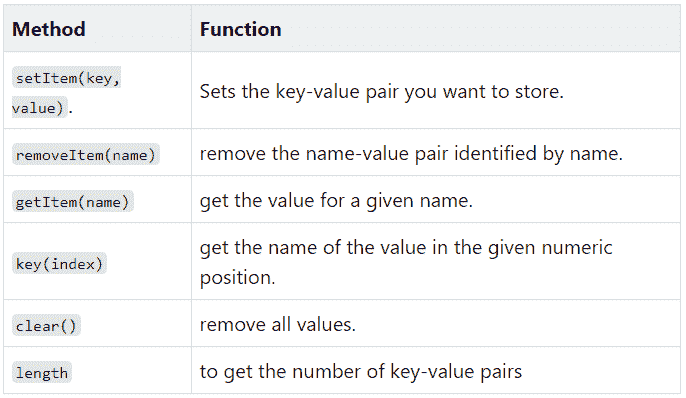 Method Function
setItem(key,
value). Sets the key-value pair you want to store.
removeItem(name) remove the name-value pair identified by name.
getItem(name) get the value for a given name.
key(index) get the name of the value in the given numeric
position.
clear() remove all values.
length to get the number of key-value pairs